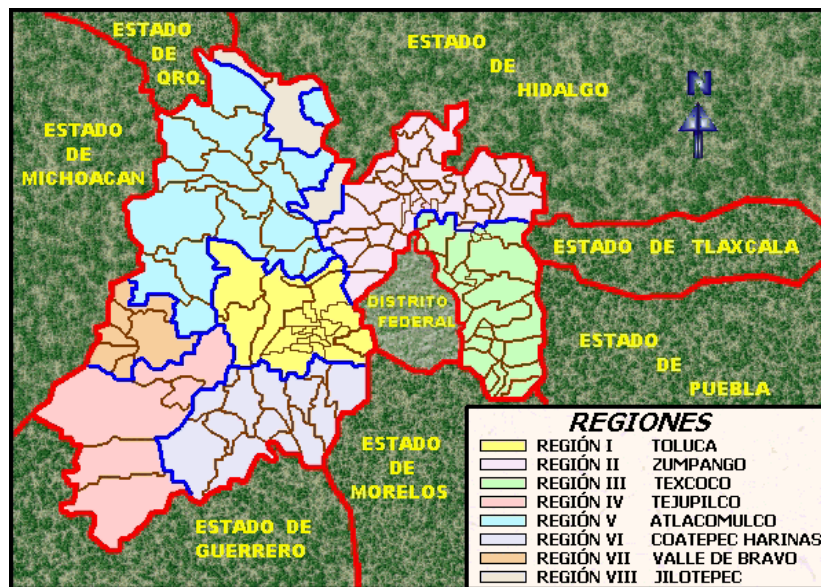 ESTADO
DE
QRO.
ESTADO
DE
HIDALGO
N
ESTADO
DE
MICHOACAN
ESTADO DE TLAXCALA
DISTRITO
FEDERAL
ESTADO
DE
PUEBLA
ESTADO
DE
MORELOS
ESTADO DE
GUERRERO
REGIONES
REGIÓN I TOLUCA
REGIÓN II ZUMPANGO
REGIÓN III TEXCOCO
REGIÓN IV TEJUPILCO
REGIÓN V ATLACOMULCO
REGIÓN VI COATEPEC HARINAS
REGIÓN VII VALLE DE BRAVO
REGIÓN VIII JILOTEPEC